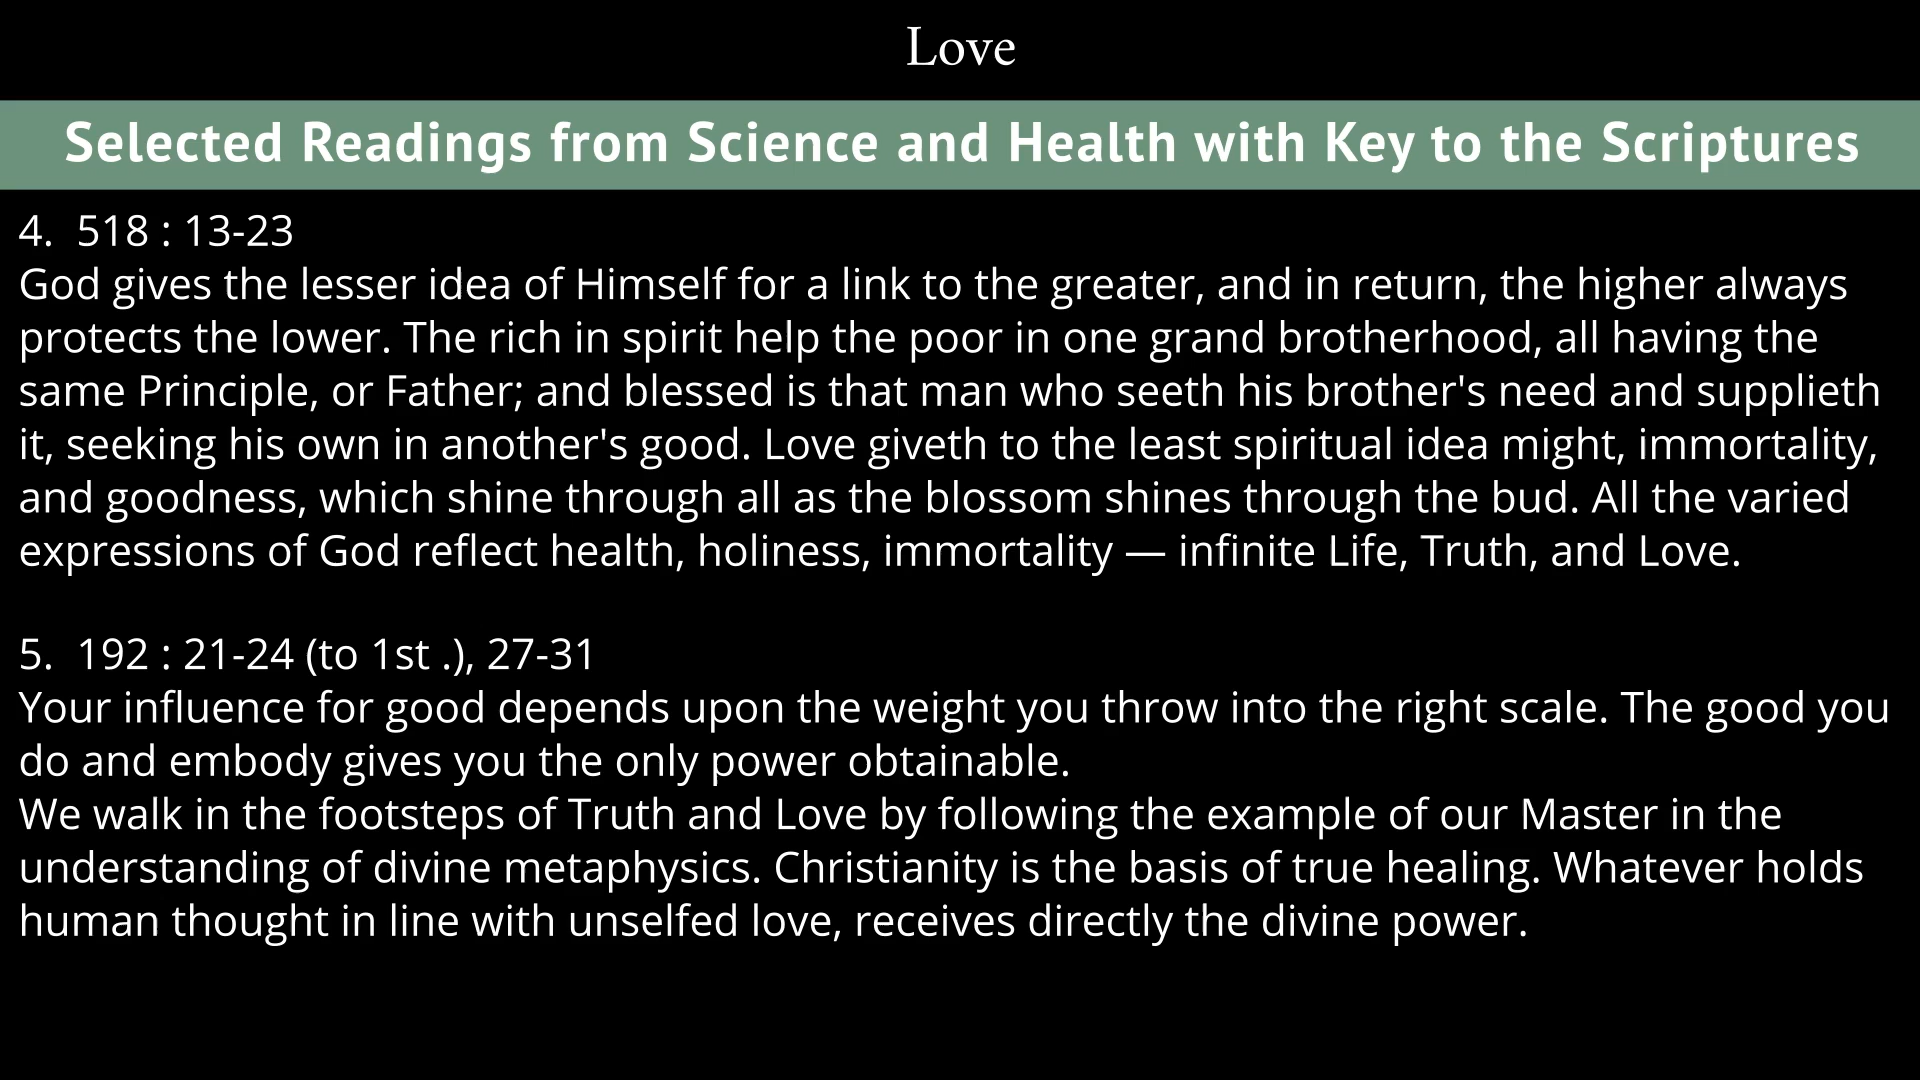 Love
Selected Readings from Science and Health with Key to the Scriptures
4.  518 : 13-23
God gives the lesser idea of Himself for a link to the greater, and in return, the higher always
protects the lower. The rich in spirit help the poor in one grand brotherhood, all having the
same Principle, or Father; and blessed is that man who seeth his brother's need and supplieth
it, seeking his own in another's good. Love giveth to the least spiritual idea might, immortality,
and goodness, which shine through all as the blossom shines through the bud. All the varied
expressions of God reflect health, holiness, immortality — infinite Life, Truth, and Love.
5.  192 : 21-24 (to 1st .), 27-31
Your influence for good depends upon the weight you throw into the right scale. The good you
do and embody gives you the only power obtainable.
We walk in the footsteps of Truth and Love by following the example of our Master in the
understanding of divine metaphysics. Christianity is the basis of true healing. Whatever holds
human thought in line with unselfed love, receives directly the divine power.